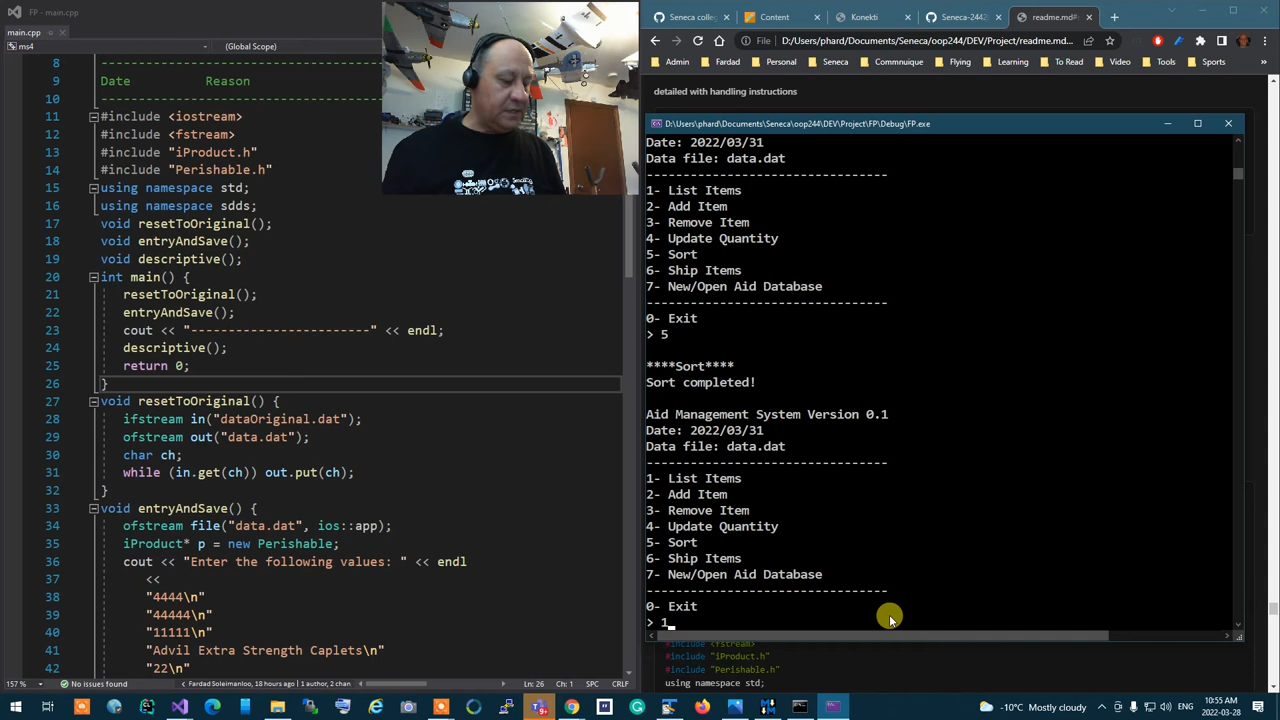 FP - main.cpp
main.cpp
ms4
(Global Scope)
8
9
Date Reason
10
11
#include <iostream>
12
#include <fstream>
13
#include "iProduct.h"
14
#include "Perishable.h"
15
using namespace std;
16
using namespace sdds;
17
void resetToOriginal();
18
void entryAndSave();
19
void descriptive();
20
int main() {
21
resetToOriginal();
22
entryAndSave();
23
cout << "------------------------" << endl;
24
descriptive();
25
return 0;
26
}
27
void resetToOriginal() {
28
ifstream in("dataOriginal.dat");
29
ofstream out("data.dat");
30
char ch;
31
while (in.get(ch)) out.put(ch);
32
}
33
void entryAndSave() {
34
ofstream file("data.dat", ios::app);
35
iProduct* p = new Perishable;
36
cout << "Enter the following values: " << endl
37
<<
38
"4444\n"
39
"44444\n"
40
"11111\n"
41
"Advil Extra Strength Caplets\n"
42
"22\n"
157 %
No issues found
Fardad Soleimanloo, 18 hours ago | 1 author, 1 change
Ln: 26
Ch: 1
SPC
CRLF
Seneca colleg
Content
Konekti
Seneca-2442
readme.md#
File
D:/Users/phard/Documents/Seneca/oop244/DEV/Project/readme.md...
Admin
Fardad
Personal
Seneca
Commnuique
Flying
Learning
To Read
Video
Tools
Sports
detailed with handling instructions
D:\Users\phard\Documents\Seneca\oop244\DEV\Project\FP\Debug\FP.exe
Date: 2022/03/31
Data file: data.dat
---------------------------------
1- List Items
2- Add Item
3- Remove Item
4- Update Quantity
5- Sort
6- Ship Items
7- New/Open Aid Database
---------------------------------
0- Exit
> 5
****Sort****
Sort completed!
Aid Management System Version 0.1
Date: 2022/03/31
Data file: data.dat
---------------------------------
1- List Items
2- Add Item
3- Remove Item
4- Update Quantity
5- Sort
6- Ship Items
7- New/Open Aid Database
---------------------------------
0- Exit
> 1
#include <fstream>
#include "iProduct.h"
#include "Perishable.h"
using namespace std;
-10°C Mostly cloudy
10:55 AM
2022-03-28